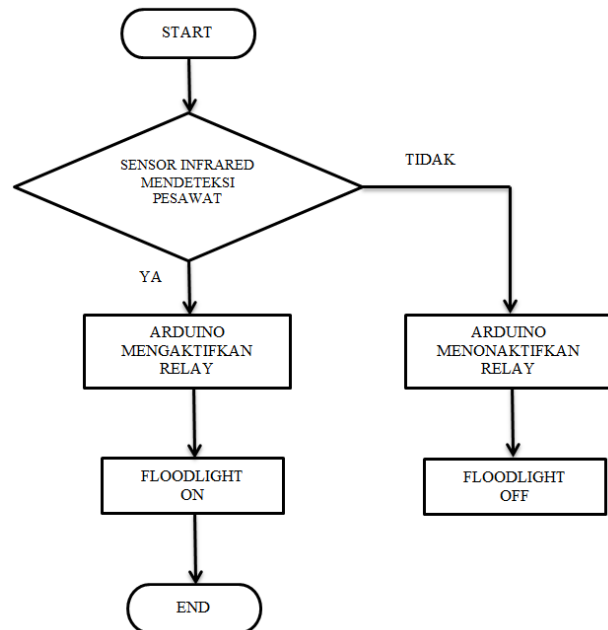 START
SENSOR INFRARED
MENDETEKSI
PESAWAT
TIDAK
YA
ARDUINO
MENGAKTIFKAN
RELAY
ARDUINO
MENONAKTIFKAN
RELAY
FLOODLIGHT
ON
FLOODLIGHT
OFF
END